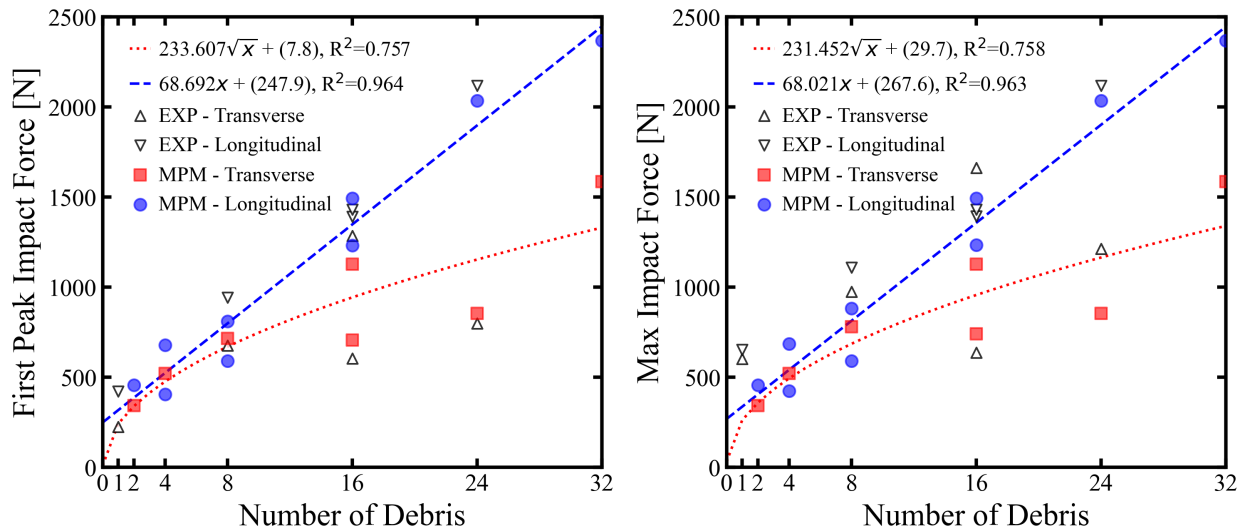 2500
2000
1500
1000
500
0
0 1 2 4 8 16 24 32
First Peak Impact Force [N]
Number of Debris
233.607√x + (7.8), R²=0.757
68.692x + (247.9), R²=0.964
EXP - Transverse
EXP - Longitudinal
MPM - Transverse
MPM - Longitudinal
2500
2000
1500
1000
500
0
0 1 2 4 8 16 24 32
Max Impact Force [N]
Number of Debris
231.452√x + (29.7), R²=0.758
68.021x + (267.6), R²=0.963
EXP - Transverse
EXP - Longitudinal
MPM - Transverse
MPM - Longitudinal